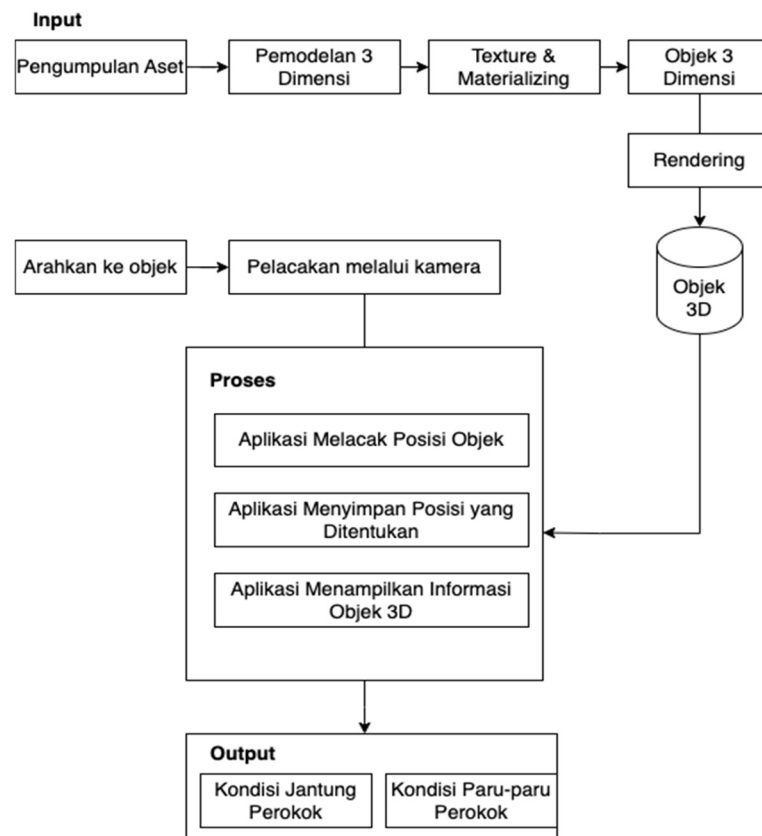 Input
Pengumpulan Aset
Pemodelan 3
Dimensi
Texture &
Materializing
Objek 3
Dimensi
Rendering
Arahkan ke objek
Pelacakan melalui kamera
Objek
3D
Proses
Aplikasi Melacak Posisi Objek
Aplikasi Menyimpan Posisi yang
Ditentukan
Aplikasi Menampilkan Informasi
Objek 3D
Output
Kondisi Jantung
Perokok
Kondisi Paru-paru
Perokok